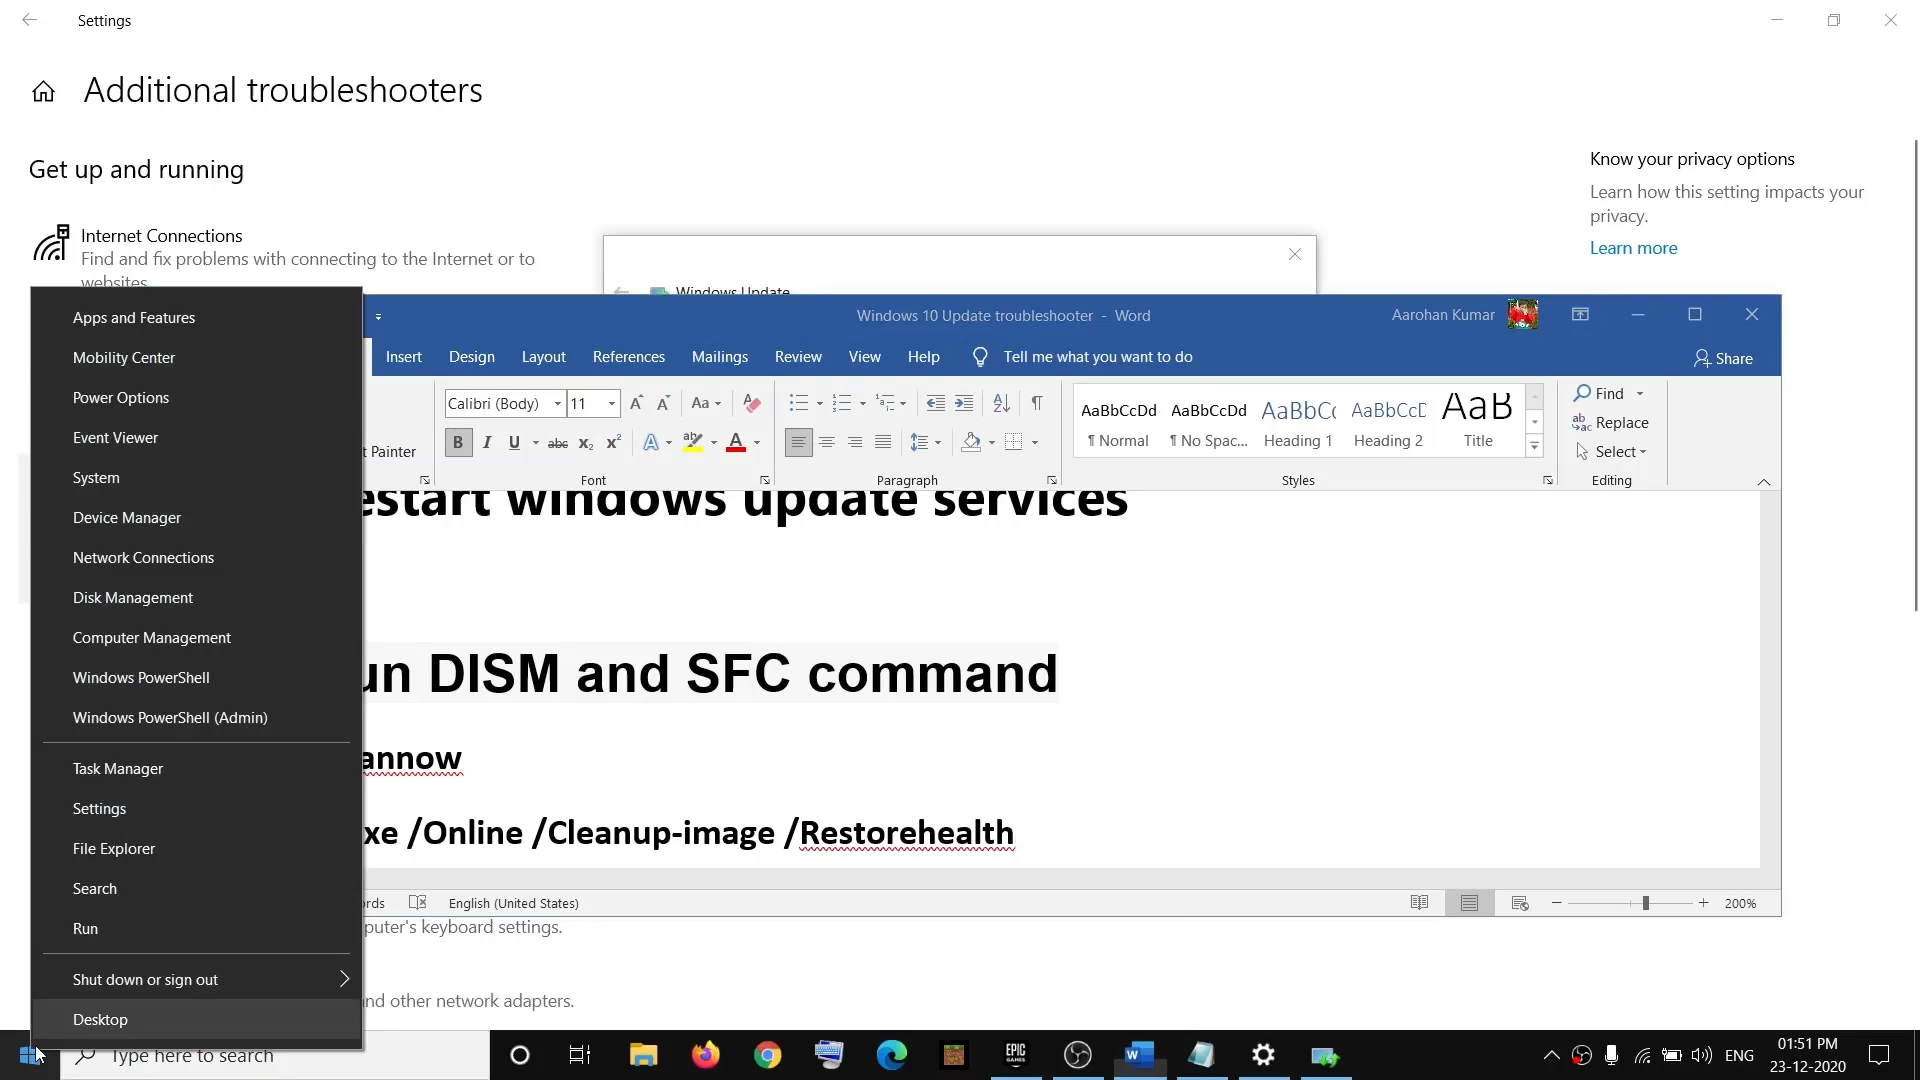 Settings
Additional troubleshooters
Get up and running
Internet Connections
Find and fix problems with connecting to the Internet or to
websites.
Know your privacy options
Learn how this setting impacts your
privacy.
Learn more
Windows Update
Windows 10 Update troubleshooter - Word
Aarohan Kumar
Insert Design Layout References Mailings Review View Help Tell me what you want to do
Share
Calibri (Body) 11 Aa
B I U abc x₂ x² A A
t Painter
Font
Paragraph
AaBbCcDd AaBbCcDd AaBbCc AaBbCcD AaB
¶ Normal ¶ No Spac... Heading 1 Heading 2 Title
Styles
Find
Replace
Select
Editing
estart windows update services
un DISM and SFC command
annow
xe /Online /Cleanup-image /Restorehealth
rds English (United States)
200%
puter's keyboard settings.
nd other network adapters.
Apps and Features
Mobility Center
Power Options
Event Viewer
System
Device Manager
Network Connections
Disk Management
Computer Management
Windows PowerShell
Windows PowerShell (Admin)
Task Manager
Settings
File Explorer
Search
Run
Shut down or sign out
Desktop
Type here to search
EPIC
GAMES
ENG
01:51 PM
23-12-2020